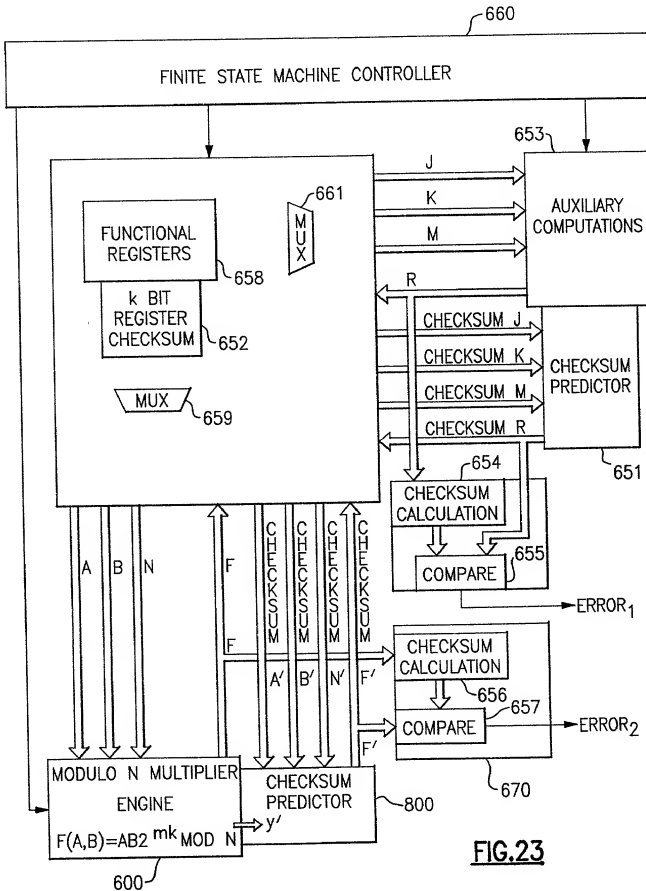 660
FINITE STATE MACHINE CONTROLLER
653
661
MUX
J
K
M
AUXILIARY
COMPUTATIONS
FUNCTIONAL
REGISTERS
658
k BIT
REGISTER
CHECKSUM
652
R
CHECKSUM J
CHECKSUM K
CHECKSUM M
CHECKSUM R
CHECKSUM
PREDICTOR
MUX
659
651
654
CHECKSUM
CALCULATION
655
COMPARE
ERROR1
A
B
N
F
CHECKSUM
CHECKSUM
CHECKSUM
CHECKSUM
F
A'
B'
N'
F'
CHECKSUM
CALCULATION
656
657
COMPARE
ERROR2
F'
670
MODULO N MULTIPLIER
ENGINE
F(A,B)=AB2 mk MOD N
y'
CHECKSUM
PREDICTOR
800
600
FIG.23